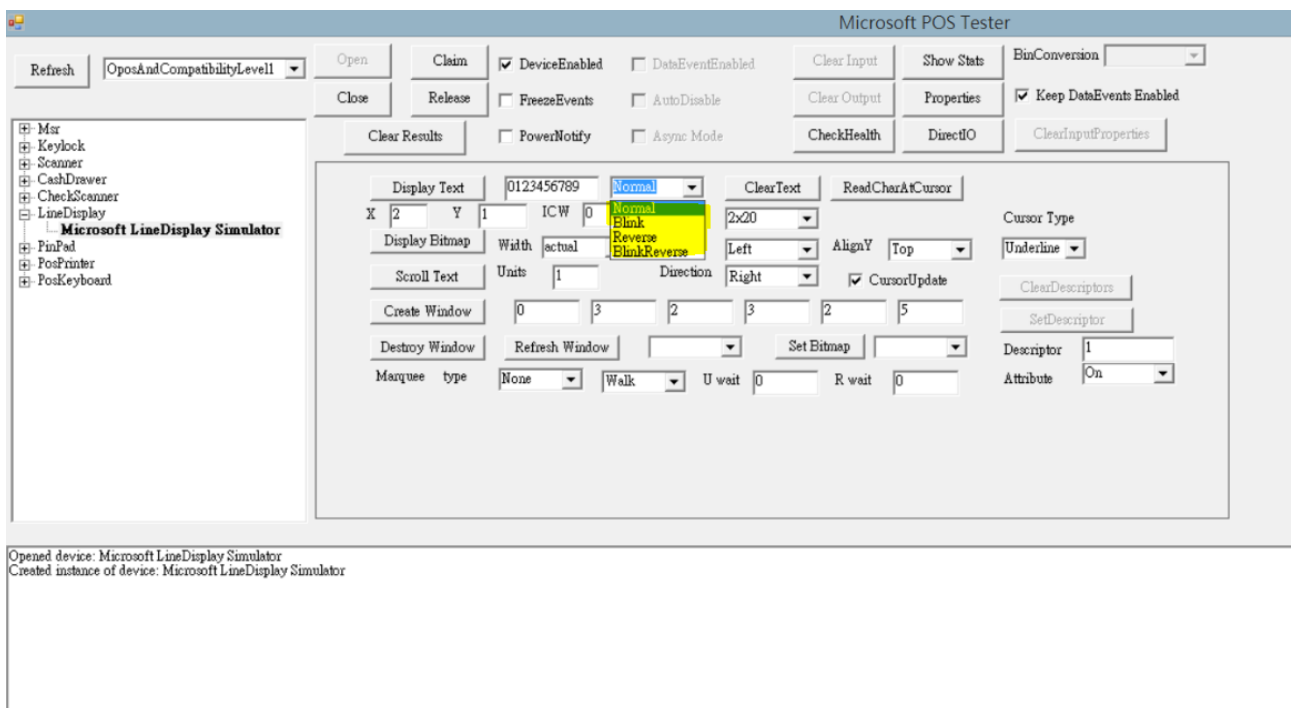 Microsoft POS Tester
Refresh OposAndCompatibilityLevel1 Open Claim DeviceEnabled DataEventEnabled Clear Input Show Stats BinConversion
Close Release FreezeEvents AutoDisable Clear Output Properties Keep DataEvents Enabled
Clear Results PowerNotify Async Mode CheckHealth DirectIO ClearInputProperties
Msr
Keylock
Scanner
CashDrawer
CheckScanner
LineDisplay
Microsoft LineDisplay Simulator
PinPad
PosPrinter
PosKeyboard
Display Text 0123456789 Normal ClearText ReadCharAtCursor
X 2 Y 1 ICW 0 2x20 Cursor Type
Normal
Blink
Reverse
BlinkReverse
Display Bitmap Width actual Left AlignY Top Underline
Scroll Text Units 1 Direction Right CursorUpdate ClearDescriptors
Create Window 0 3 2 3 2 5 SetDescriptor
Destroy Window Refresh Window Set Bitmap Descriptor 1
Marquee type None Walk U wait 0 R wait 0 Attribute On
Opened device: Microsoft LineDisplay Simulator
Created instance of device: Microsoft LineDisplay Simulator